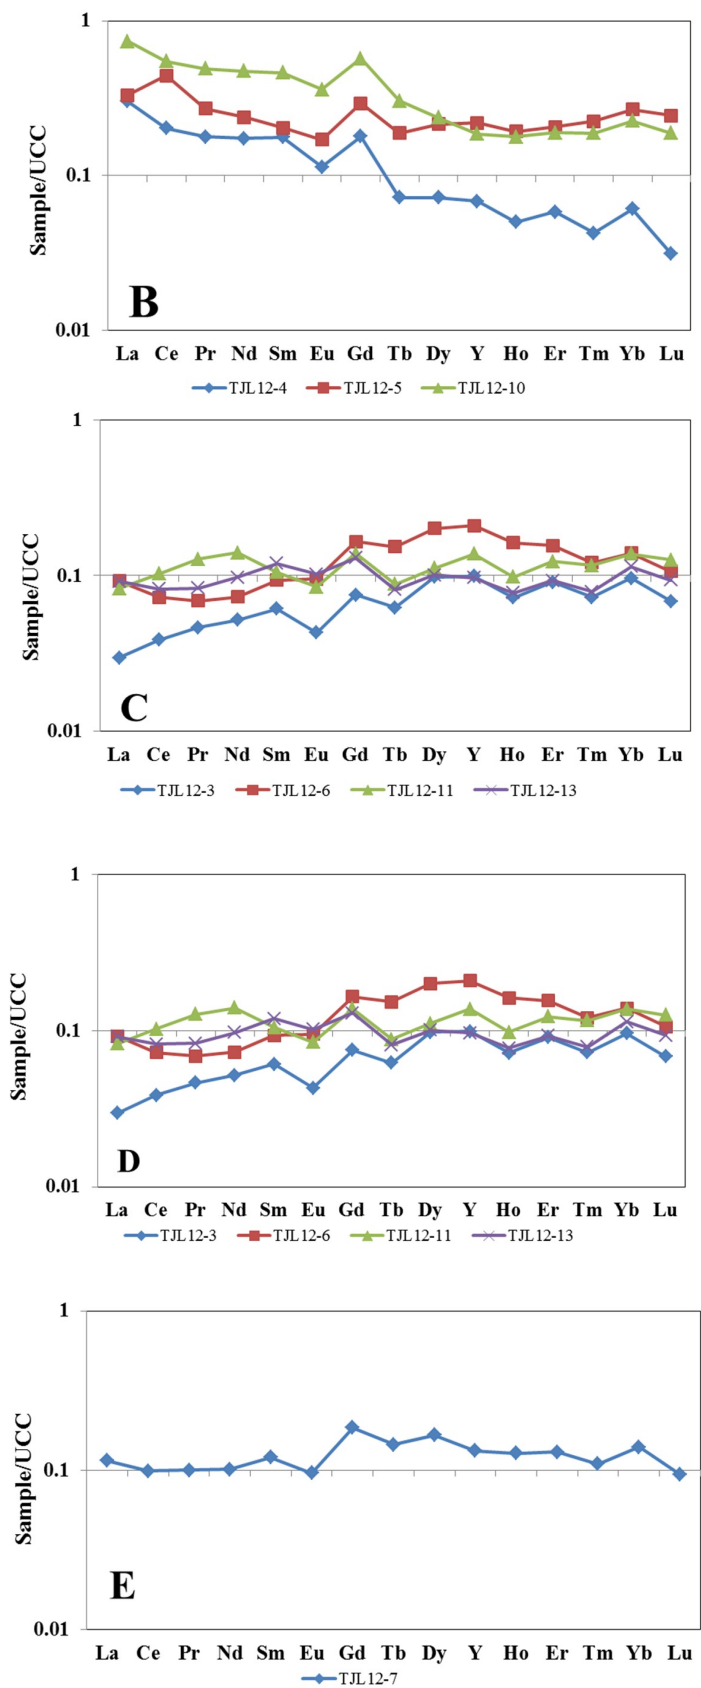 1
0.1
0.01
Sample/UCC
B
La Ce Pr Nd Sm Eu Gd Tb Dy Y Ho Er Tm Yb Lu
TJL12-4 TJL12-5 TJL12-10
1
0.1
0.01
Sample/UCC
C
La Ce Pr Nd Sm Eu Gd Tb Dy Y Ho Er Tm Yb Lu
TJL12-3 TJL12-6 TJL12-11 TJL12-13
1
0.1
0.01
Sample/UCC
D
La Ce Pr Nd Sm Eu Gd Tb Dy Y Ho Er Tm Yb Lu
TJL12-3 TJL12-6 TJL12-11 TJL12-13
1
0.1
0.01
Sample/UCC
E
La Ce Pr Nd Sm Eu Gd Tb Dy Y Ho Er Tm Yb Lu
TJL12-7